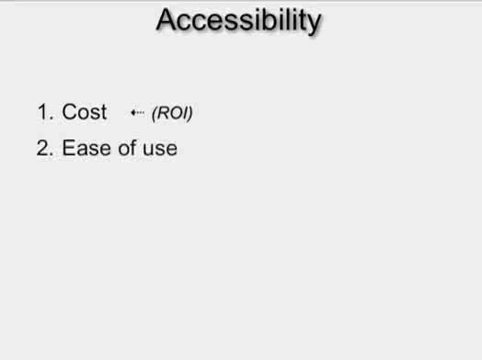 Accessibility
1. Cost ⇠ (ROI)
2. Ease of use